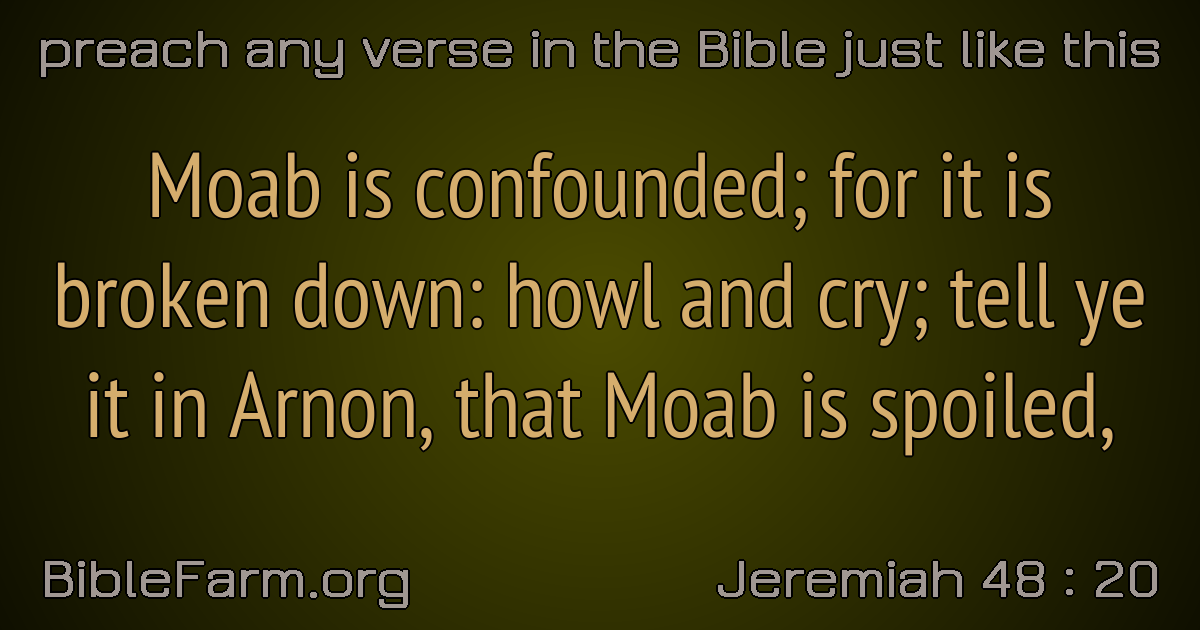 preach any verse in the Bible just like this
Moab is confounded; for it is
broken down: howl and cry; tell ye
it in Arnon, that Moab is spoiled,
BibleFarm.org
Jeremiah 48 : 20